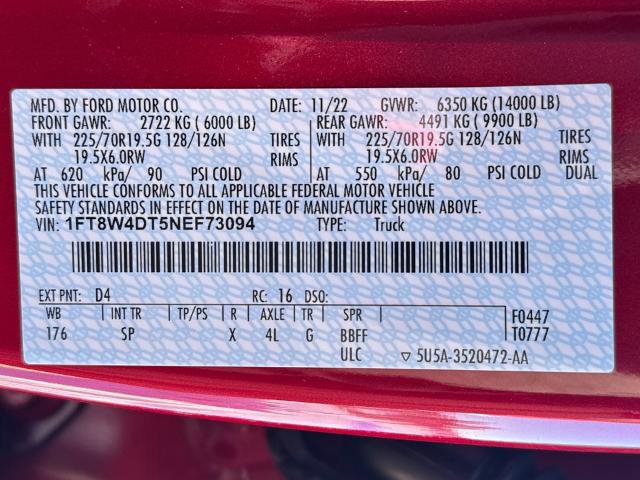 MFD. BY FORD MOTOR CO. DATE: 11/22 GVWR: 6350 KG (14000 LB)
FRONT GAWR: 2722 KG (6000 LB) REAR GAWR: 4491 KG (9900 LB)
WITH 225/70R19.5G 128/126N TIRES WITH 225/70R19.5G 128/126N TIRES
19.5X6.0RW RIMS 19.5X6.0RW RIMS
AT 620 kPa/ 90 PSI COLD AT 550 kPa/ 80 PSI COLD DUAL
THIS VEHICLE CONFORMS TO ALL APPLICABLE FEDERAL MOTOR VEHICLE
SAFETY STANDARDS IN EFFECT ON THE DATE OF MANUFACTURE SHOWN ABOVE.
VIN: 1FT8W4DT5NEF73094 TYPE: Truck
EXT PNT: D4 RC: 16 DSO:
WB INT TR TP/PS R AXLE TR SPR F0447
176 SP X 4L G BBFF T0777
ULC ▽ 5U5A-3520472-AA